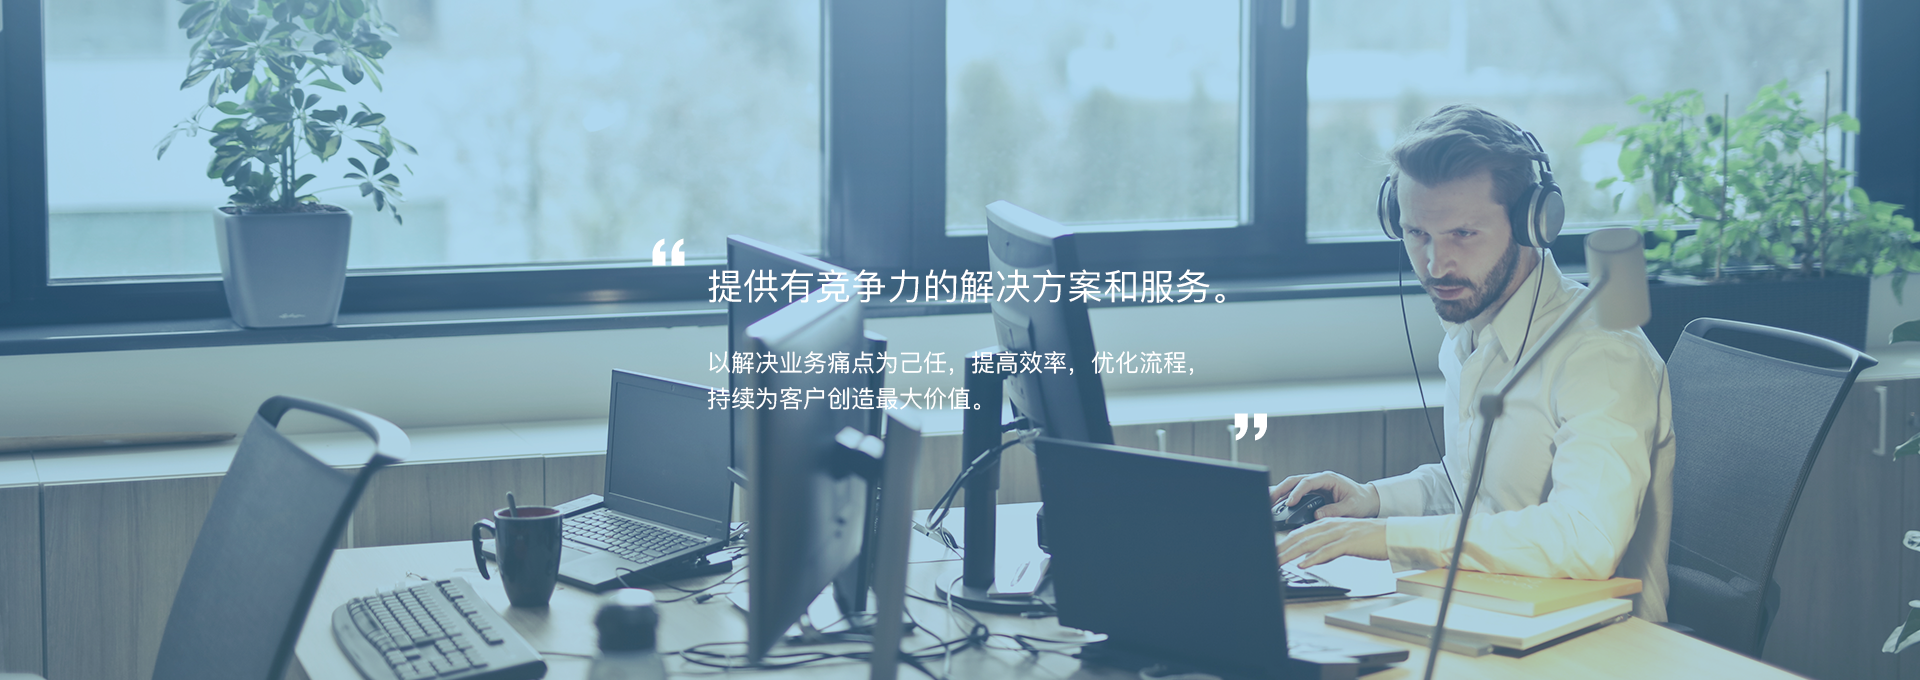 “
提供有竞争力的解决方案和服务。
以解决业务痛点为己任，提高效率，优化流程，
持续为客户创造最大价值。
”